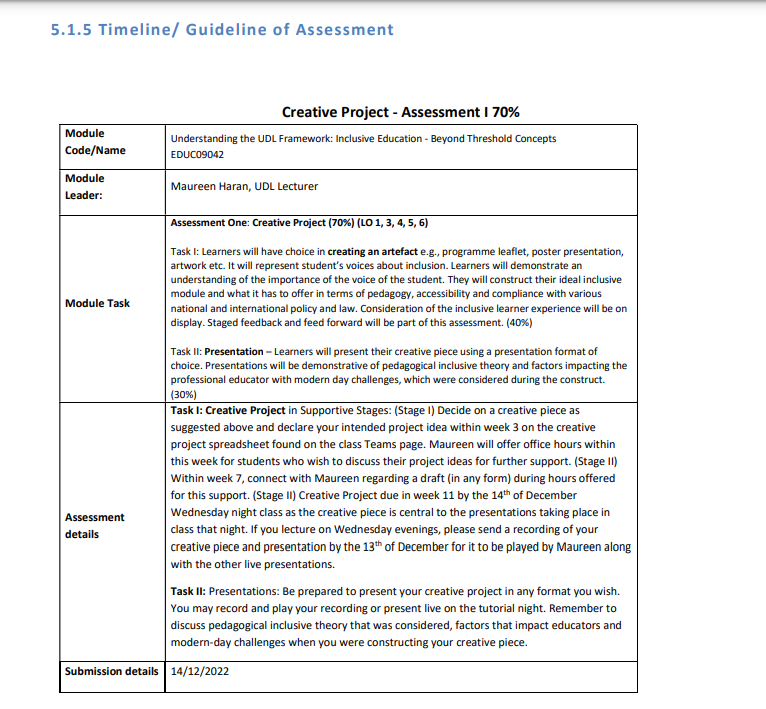 5.1.5 Timeline/ Guideline of Assessment
Creative Project - Assessment I 70%
Module
Code/Name
Understanding the UDL Framework: Inclusive Education - Beyond Threshold Concepts
EDUC09042
Module
Leader:
Maureen Haran, UDL Lecturer
Module Task
Assessment One: Creative Project (70%) (LO 1, 3, 4, 5, 6)
Task I: Learners will have choice in creating an artefact e.g., programme leaflet, poster presentation,
artwork etc. It will represent student's voices about inclusion. Learners will demonstrate an
understanding of the importance of the voice of the student. They will construct their ideal inclusive
module and what it has to offer in terms of pedagogy, accessibility and compliance with various
national and international policy and law. Consideration of the inclusive learner experience will be on
display. Staged feedback and feed forward will be part of this assessment. (40%)
Task II: Presentation – Learners will present their creative piece using a presentation format of
choice. Presentations will be demonstrative of pedagogical inclusive theory and factors impacting the
professional educator with modern day challenges, which were considered during the construct.
(30%)
Assessment
details
Task I: Creative Project in Supportive Stages: (Stage I) Decide on a creative piece as
suggested above and declare your intended project idea within week 3 on the creative
project spreadsheet found on the class Teams page. Maureen will offer office hours within
this week for students who wish to discuss their project ideas for further support. (Stage II)
Within week 7, connect with Maureen regarding a draft (in any form) during hours offered
for this support. (Stage II) Creative Project due in week 11 by the 14th of December
Wednesday night class as the creative piece is central to the presentations taking place in
class that night. If you lecture on Wednesday evenings, please send a recording of your
creative piece and presentation by the 13th of December for it to be played by Maureen along
with the other live presentations.
Task II: Presentations: Be prepared to present your creative project in any format you wish.
You may record and play your recording or present live on the tutorial night. Remember to
discuss pedagogical inclusive theory that was considered, factors that impact educators and
modern-day challenges when you were constructing your creative piece.
Submission details
14/12/2022